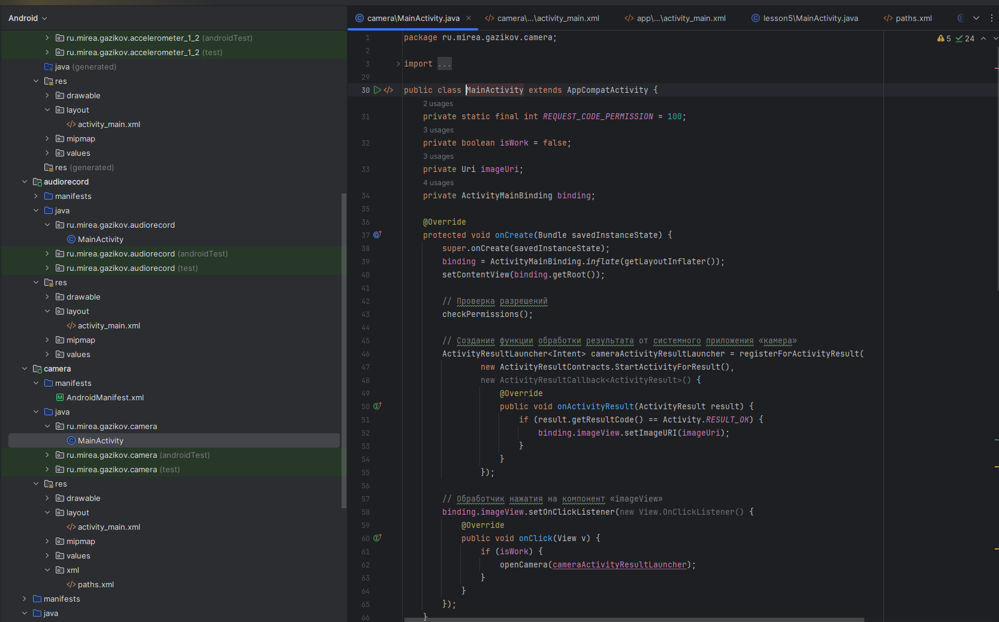 Android
ru.mirea.gazikov.accelerometer_1_2 (androidTest)
ru.mirea.gazikov.accelerometer_1_2 (test)
java (generated)
res
drawable
layout
activity_main.xml
mipmap
values
res (generated)
audiorecord
manifests
java
ru.mirea.gazikov.audiorecord
MainActivity
ru.mirea.gazikov.audiorecord (androidTest)
ru.mirea.gazikov.audiorecord (test)
res
drawable
layout
activity_main.xml
mipmap
values
camera
manifests
AndroidManifest.xml
java
ru.mirea.gazikov.camera
MainActivity
ru.mirea.gazikov.camera (androidTest)
ru.mirea.gazikov.camera (test)
res
drawable
layout
activity_main.xml
mipmap
values
xml
paths.xml
manifests
java
camera\MainActivity.java camera\...\activity_main.xml app\...\activity_main.xml lesson5\MainActivity.java paths.xml
5 24
1 package ru.mirea.gazikov.camera;
2
3 import ...
29
30 public class MainActivity extends AppCompatActivity {
2 usages
31 private static final int REQUEST_CODE_PERMISSION = 100;
3 usages
32 private boolean isWork = false;
3 usages
33 private Uri imageUri;
4 usages
34 private ActivityMainBinding binding;
35
36 @Override
37 protected void onCreate(Bundle savedInstanceState) {
38 super.onCreate(savedInstanceState);
39 binding = ActivityMainBinding.inflate(getLayoutInflater());
40 setContentView(binding.getRoot());
41
42 // Проверка разрешений
43 checkPermissions();
44
45 // Создание функции обработки результата от системного приложения «камера»
46 ActivityResultLauncher<Intent> cameraActivityResultLauncher = registerForActivityResult(
47 new ActivityResultContracts.StartActivityForResult(),
48 new ActivityResultCallback<ActivityResult>() {
49 @Override
50 public void onActivityResult(ActivityResult result) {
51 if (result.getResultCode() == Activity.RESULT_OK) {
52 binding.imageView.setImageURI(imageUri);
53 }
54 }
55 });
56
57 // Обработчик нажатия на компонент «imageView»
58 binding.imageView.setOnClickListener(new View.OnClickListener() {
59 @Override
60 public void onClick(View v) {
61 if (isWork) {
62 openCamera(cameraActivityResultLauncher);
63 }
64 }
65 });
66 }